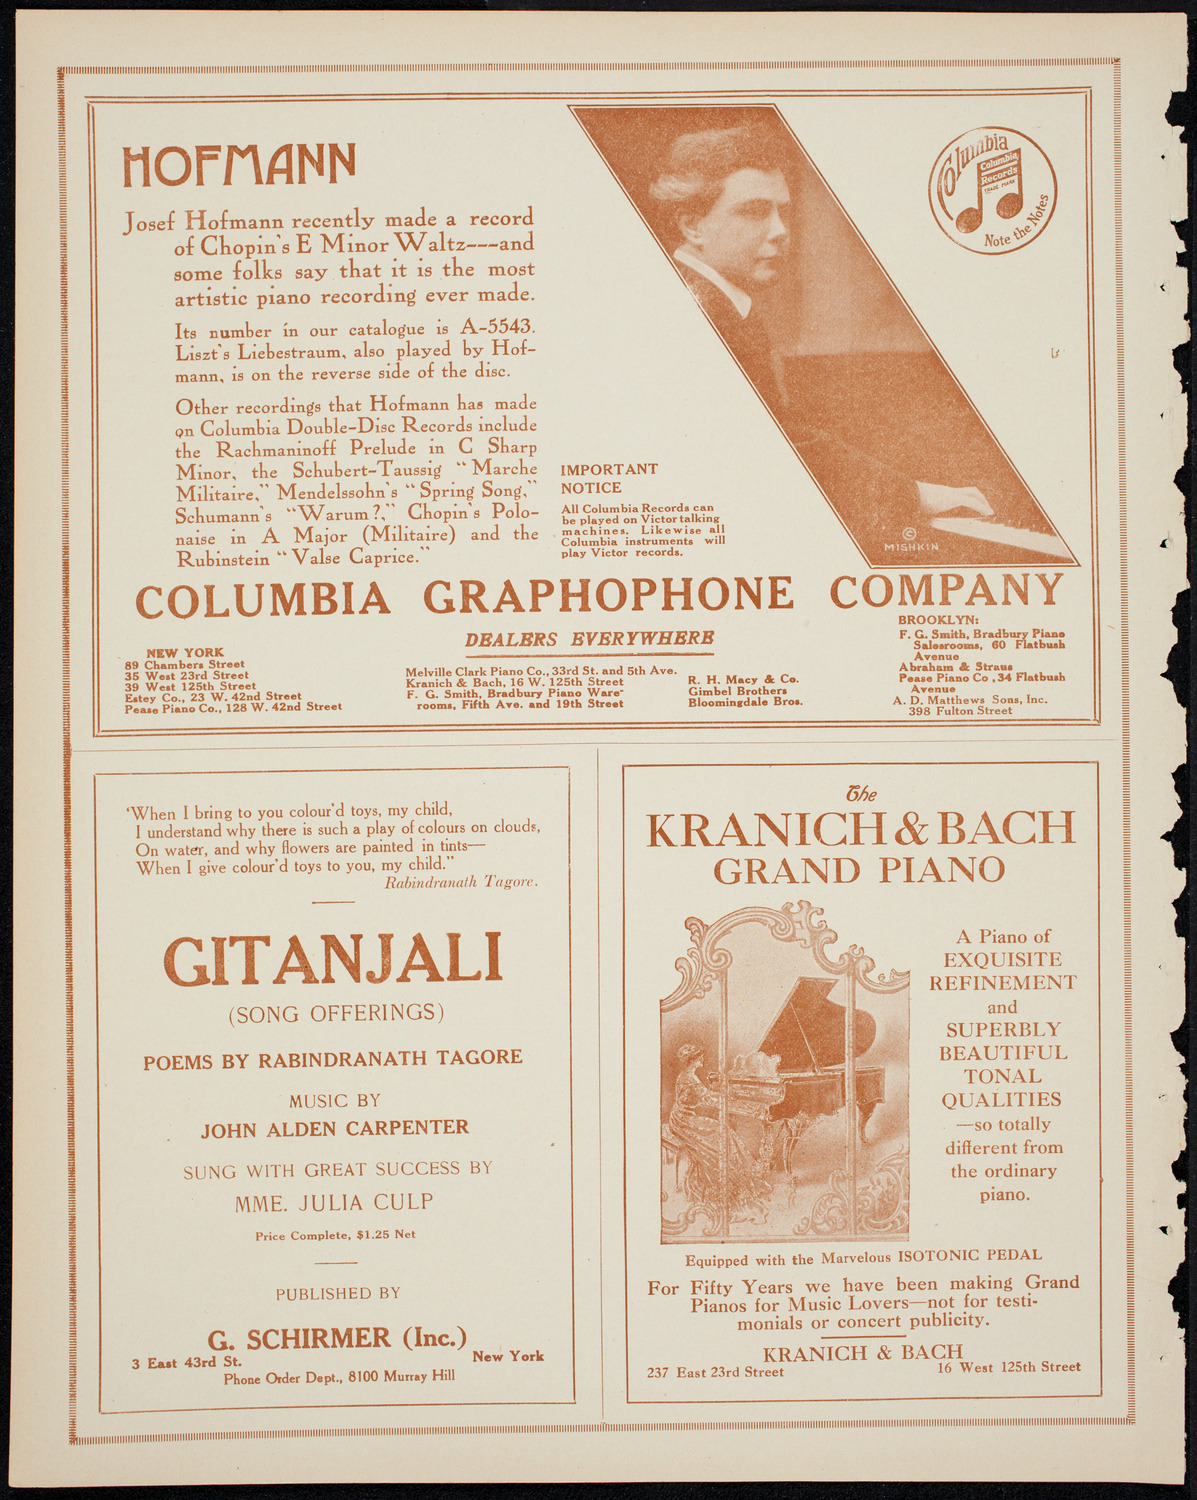 HOFMANN
Josef Hofmann recently made a record
of Chopin's E Minor Waltz---and
some folks say that it is the most
artistic piano recording ever made.
Its number in our catalogue is A-5543.
Liszt's Liebestraum, also played by Hof-
mann, is on the reverse side of the disc.
Other recordings that Hofmann has made
on Columbia Double-Disc Records include
the Rachmaninoff Prelude in C Sharp
Minor, the Schubert-Taussig "Marche
Militaire," Mendelssohn's "Spring Song,"
Schumann's "Warum?," Chopin's Polo-
naise in A Major (Militaire) and the
Rubinstein "Valse Caprice."
IMPORTANT
NOTICE
All Columbia Records can
be played on Victor talking
machines. Likewise all
Columbia instruments will
play Victor records.
© MISHKIN
Columbia
Columbia
Records
TRADE MARK
Note the Notes
COLUMBIA GRAPHOPHONE COMPANY
DEALERS EVERYWHERE
NEW YORK
89 Chambers Street
35 West 23rd Street
39 West 125th Street
Estey Co., 23 W. 42nd Street
Pease Piano Co., 128 W. 42nd Street
Melville Clark Piano Co., 33rd St. and 5th Ave.
Kranich & Bach, 16 W. 125th Street
F. G. Smith, Bradbury Piano Ware-
rooms, Fifth Ave. and 19th Street
R. H. Macy & Co.
Gimbel Brothers
Bloomingdale Bros.
BROOKLYN:
F. G. Smith, Bradbury Piano
Salesrooms, 60 Flatbush
Avenue
Abraham & Straus
Pease Piano Co ,34 Flatbush
Avenue
A. D. Matthews Sons, Inc.
398 Fulton Street
'When I bring to you colour'd toys, my child,
I understand why there is such a play of colours on clouds,
On water, and why flowers are painted in tints—
When I give colour'd toys to you, my child."
Rabindranath Tagore.
GITANJALI
(SONG OFFERINGS)
POEMS BY RABINDRANATH TAGORE
MUSIC BY
JOHN ALDEN CARPENTER
SUNG WITH GREAT SUCCESS BY
MME. JULIA CULP
Price Complete, $1.25 Net
PUBLISHED BY
G. SCHIRMER (Inc.)
3 East 43rd St. New York
Phone Order Dept., 8100 Murray Hill
The
KRANICH & BACH
GRAND PIANO
A Piano of
EXQUISITE
REFINEMENT
and
SUPERBLY
BEAUTIFUL
TONAL
QUALITIES
—so totally
different from
the ordinary
piano.
Equipped with the Marvelous ISOTONIC PEDAL
For Fifty Years we have been making Grand
Pianos for Music Lovers—not for testi-
monials or concert publicity.
KRANICH & BACH
237 East 23rd Street 16 West 125th Street